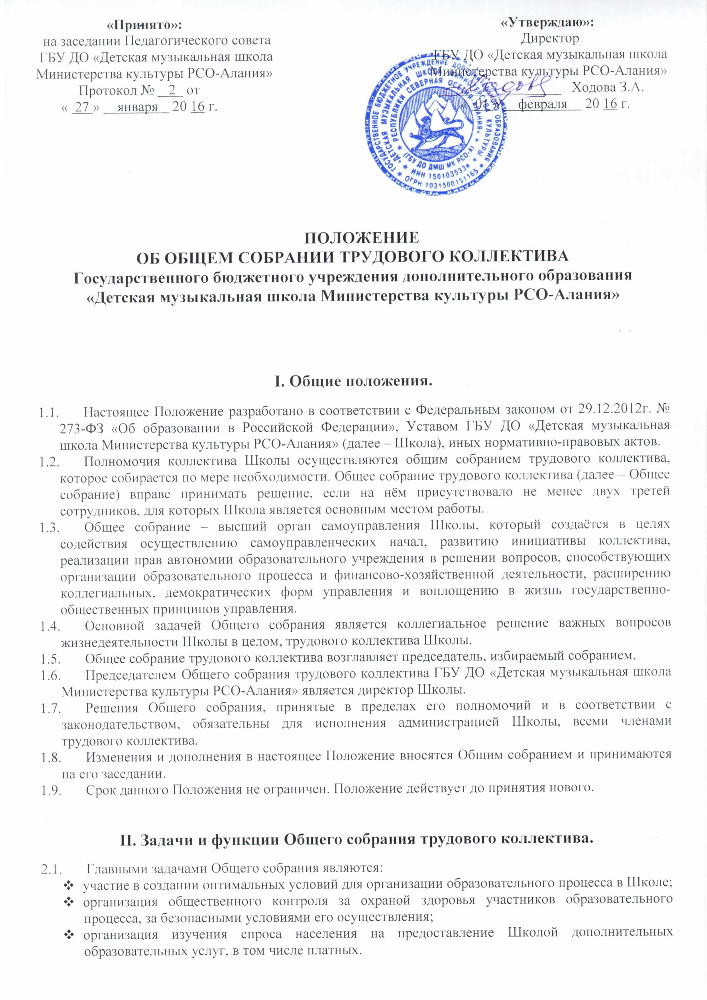 «Принято»:
на заседании Педагогического совета
ГБУ ДО «Детская музыкальная школа
Министерства культуры РСО-Алания»
Протокол № 2 от
« 27 » января 20 16 г.
«Утверждаю»:
Директор
ГБУ ДО «Детская музыкальная школа
Министерства культуры РСО-Алания»
Ходова З.А.
« 01 » февраля 20 16 г.
ГОСУДАРСТВЕННОЕ БЮДЖЕТНОЕ УЧРЕЖДЕНИЕ ДОПОЛНИТЕЛЬНОГО ОБРАЗОВАНИЯ
«ДЕТСКАЯ МУЗЫКАЛЬНАЯ ШКОЛА МИНИСТЕРСТВА КУЛЬТУРЫ
РЕСПУБЛИКИ СЕВЕРНАЯ ОСЕТИЯ-АЛАНИЯ»
(ГБУ ДО ДМШ МК РСО-А)
ИНН 1501035334
ОГРН 1031500151165
ПОЛОЖЕНИЕ
ОБ ОБЩЕМ СОБРАНИИ ТРУДОВОГО КОЛЛЕКТИВА
Государственного бюджетного учреждения дополнительного образования
«Детская музыкальная школа Министерства культуры РСО-Алания»
I. Общие положения.
1.1. Настоящее Положение разработано в соответствии с Федеральным законом от 29.12.2012г. №
273-ФЗ «Об образовании в Российской Федерации», Уставом ГБУ ДО «Детская музыкальная
школа Министерства культуры РСО-Алания» (далее – Школа), иных нормативно-правовых актов.
1.2. Полномочия коллектива Школы осуществляются общим собранием трудового коллектива,
которое собирается по мере необходимости. Общее собрание трудового коллектива (далее – Общее
собрание) вправе принимать решение, если на нём присутствовало не менее двух третей
сотрудников, для которых Школа является основным местом работы.
1.3. Общее собрание – высший орган самоуправления Школы, который создаётся в целях
содействия осуществлению самоуправленческих начал, развитию инициативы коллектива,
реализации прав автономии образовательного учреждения в решении вопросов, способствующих
организации образовательного процесса и финансово-хозяйственной деятельности, расширению
коллегиальных, демократических форм управления и воплощению в жизнь государственно-
общественных принципов управления.
1.4. Основной задачей Общего собрания является коллегиальное решение важных вопросов
жизнедеятельности Школы в целом, трудового коллектива Школы.
1.5. Общее собрание трудового коллектива возглавляет председатель, избираемый собранием.
1.6. Председателем Общего собрания трудового коллектива ГБУ ДО «Детская музыкальная школа
Министерства культуры РСО-Алания» является директор Школы.
1.7. Решения Общего собрания, принятые в пределах его полномочий и в соответствии с
законодательством, обязательны для исполнения администрацией Школы, всеми членами
трудового коллектива.
1.8. Изменения и дополнения в настоящее Положение вносятся Общим собранием и принимаются
на его заседании.
1.9. Срок данного Положения не ограничен. Положение действует до принятия нового.
II. Задачи и функции Общего собрания трудового коллектива.
2.1. Главными задачами Общего собрания являются:
❖ участие в создании оптимальных условий для организации образовательного процесса в Школе;
❖ организация общественного контроля за охраной здоровья участников образовательного
процесса, за безопасными условиями его осуществления;
❖ организация изучения спроса населения на предоставление Школой дополнительных
образовательных услуг, в том числе платных.